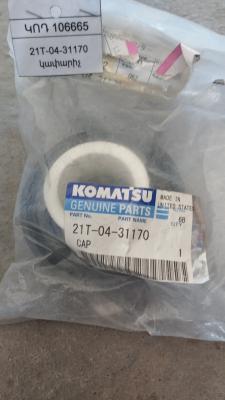 ԿՈԴ 106665
21T-04-31170
կափարիչ
KOMATSU
MADE IN
UNITED STATES
GENUINE PARTS
PART No.
PART NAME
21T-04-31170
CAP
1